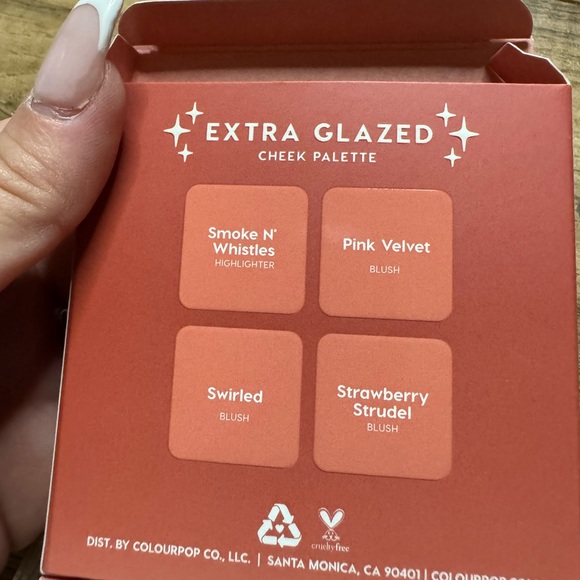 EXTRA GLAZED
CHEEK PALETTE
Smoke N'
Whistles
HIGHLIGHTER
Pink Velvet
BLUSH
Swirled
BLUSH
Strawberry
Strudel
BLUSH
crueltyfree
DIST. BY COLOURPOP CO., LLC. | SANTA MONICA, CA 90401 | COLOURPOP